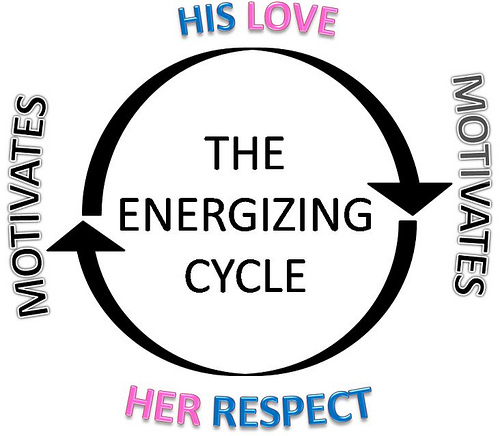 HIS LOVE
MOTIVATES
MOTIVATES
THE
ENERGIZING
CYCLE
HER RESPECT